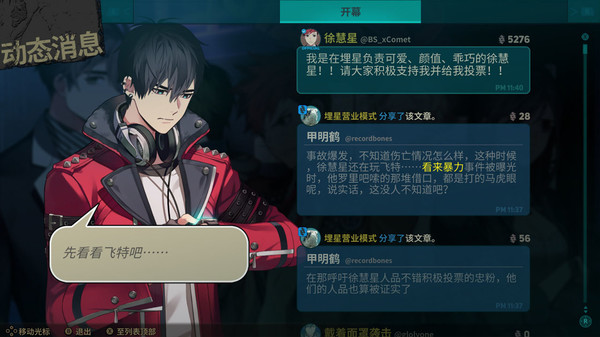 动态消息
开幕
徐慧星 @BS_xComet 5276
我是在埋星负责可爱、颜值、乖巧的徐慧
星！！请大家积极支持我并给我投票！！
PM 11:40
埋星营业模式 分享了该文章。 28
甲明鹤 @recordbones
事故爆发，不知道伤亡情况怎么样，这种时候
，徐慧星还在玩飞特……看来暴力事件被曝光
时，他罗里吧嗦的那堆借口，都是打的马虎眼
呢，说实话，这没人不知道吧？
PM 11:37
埋星营业模式 分享了该文章。 56
甲明鹤 @recordbones
在那呼吁徐慧星人品不错积极投票的忠粉，他
们的人品也算被证实了
PM 11:37
戴着面罩袭击 @elolyone 0
先看看飞特吧……
移动光标 退出 至列表顶部
R